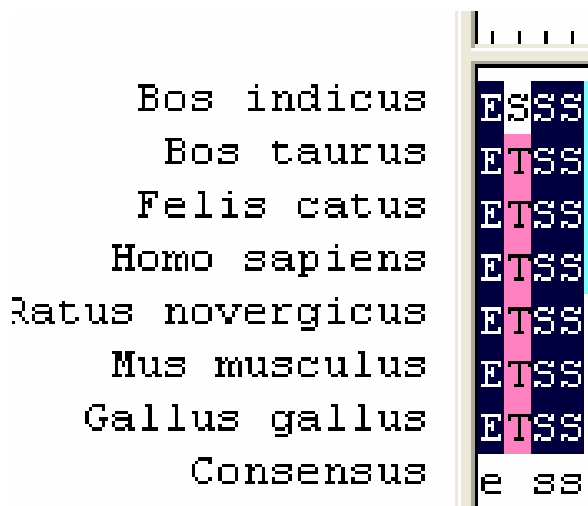 Bos indicus ESSS
Bos taurus ETSS
Felis catus ETSS
Homo sapiens ETSS
Ratus novergicus ETSS
Mus musculus ETSS
Gallus gallus ETSS
Consensus e ss